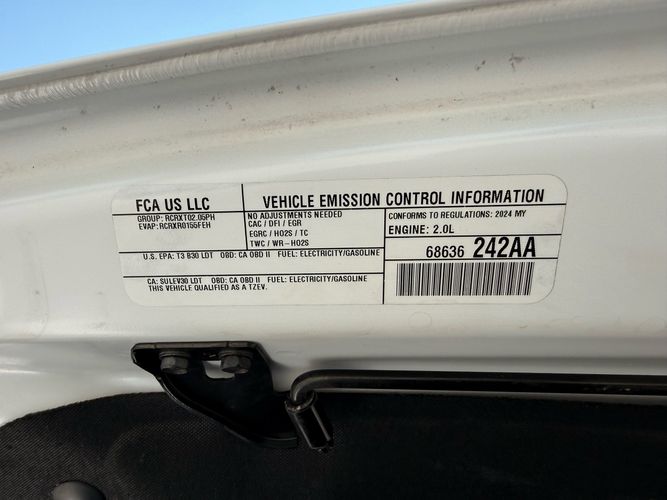 FCA US LLC
GROUP: RCRXT02.05PH
EVAP: RCRXR0155FEH
VEHICLE EMISSION CONTROL INFORMATION
NO ADJUSTMENTS NEEDED
CAC / DFI / EGR
EGRC / HO2S / TC
TWC / WR-HO2S
CONFORMS TO REGULATIONS: 2024 MY
ENGINE: 2.0L
68636 242AA
U.S. EPA: T3 B30 LDT OBD: CA OBD II FUEL: ELECTRICITY/GASOLINE
CA: SULEV30 LDT OBD: CA OBD II FUEL: ELECTRICITY/GASOLINE
THIS VEHICLE QUALIFIED AS A TZEV.